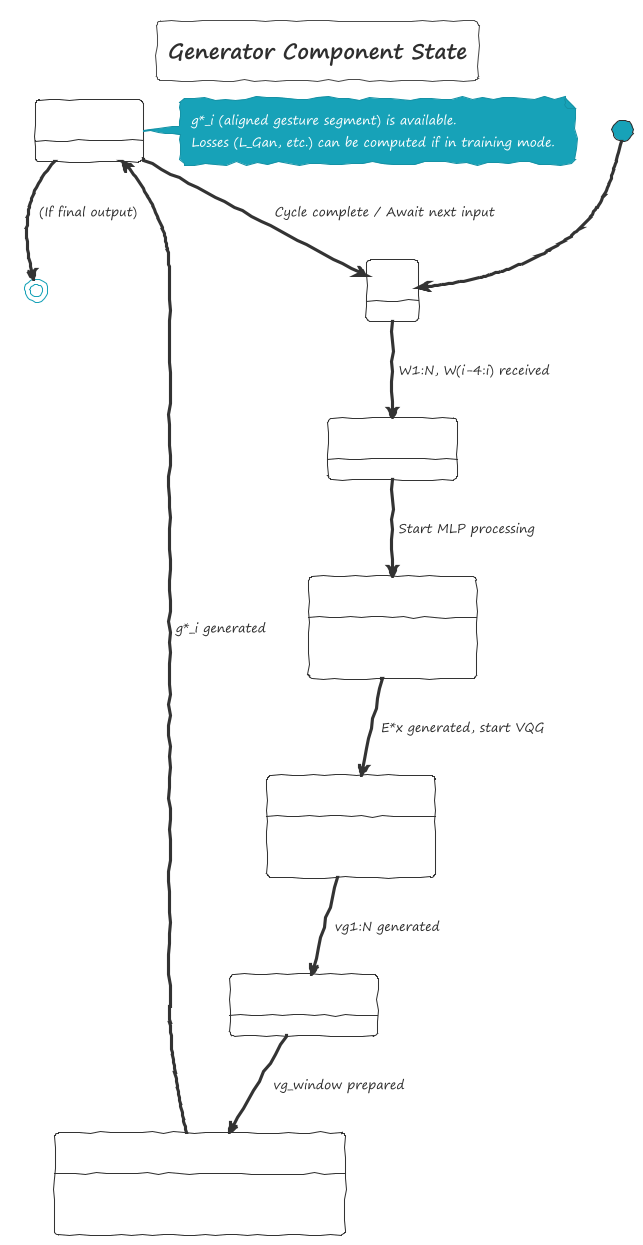 Generator Component State
g*_i (aligned gesture segment) is available.
Losses (L_Gan, etc.) can be computed if in training mode.
(If final output)
Cycle complete / Await next input
W1:N, W(i-4:i) received
Start MLP processing
g*_i generated
E*x generated, start VQG
vg1:N generated
vg_window prepared